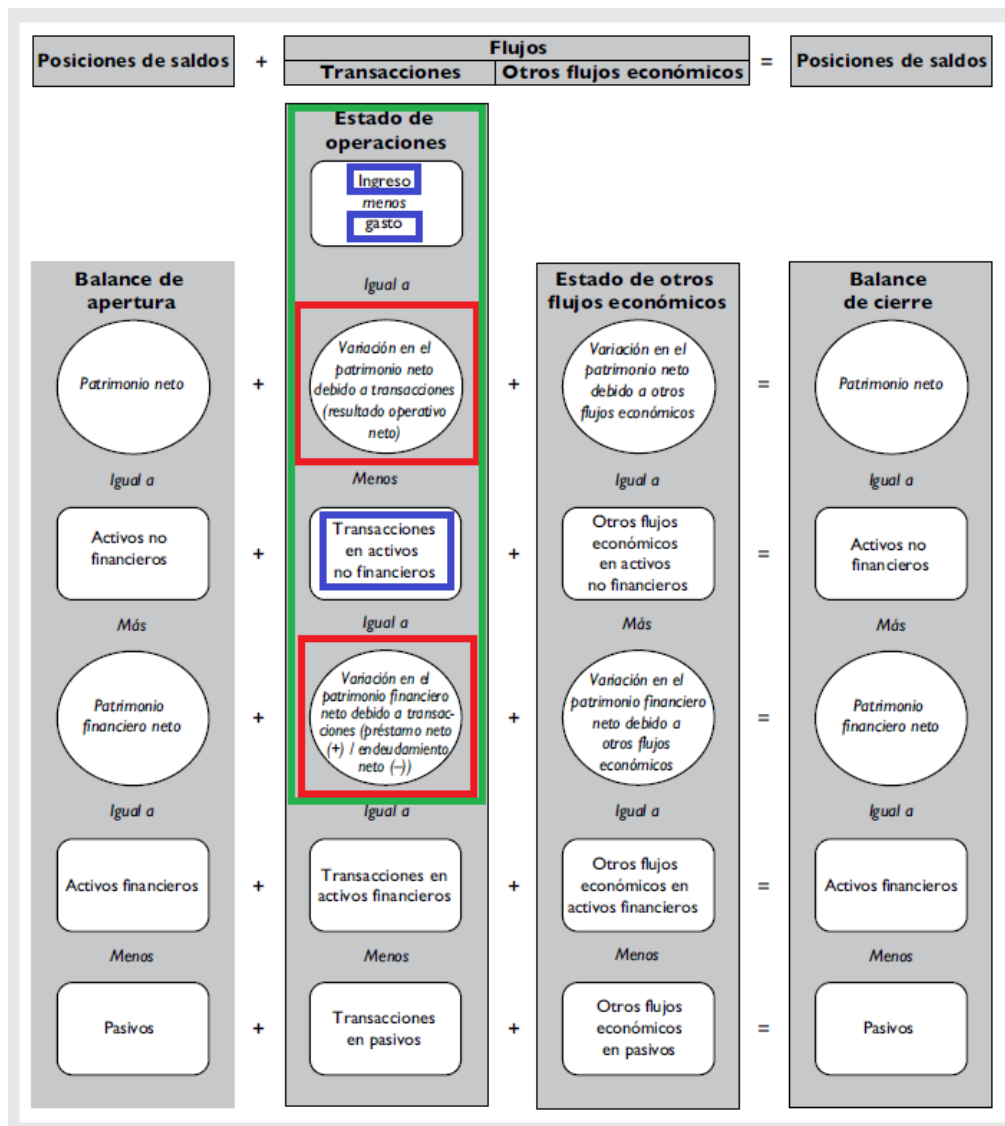 Posiciones de saldos
+
Flujos
Transacciones
Otros flujos económicos
=
Posiciones de saldos
Estado de
operaciones
Ingreso
menos
gasto
Igual a
Balance de
apertura
Patrimonio neto
Igual a
Activos no
financieros
Más
Patrimonio
financiero neto
Igual a
Activos financieros
Menos
Pasivos
+
+
+
+
+
Variación en el
patrimonio neto
debido a transacciones
(resultado operativo
neto)
Menos
Transacciones
en activos
no financieros
Igual a
Variación en el
patrimonio financiero
neto debido a transac-
ciones (préstamo neto
(+) / endeudamiento
neto (–))
Igual a
Transacciones en
activos financieros
Menos
Transacciones
en pasivos
+
+
+
+
+
Estado de otros
flujos económicos
Variación en el
patrimonio neto
debido a otros
flujos económicos
Igual a
Otros flujos
económicos
en activos
no financieros
Más
Variación en el
patrimonio financiero
neto debido a
otros flujos
económicos
Igual a
Otros flujos
económicos en
activos financieros
Menos
Otros flujos
económicos
en pasivos
=
=
=
=
=
Balance
de cierre
Patrimonio neto
Igual a
Activos no
financieros
Más
Patrimonio
financiero neto
Igual a
Activos financieros
Menos
Pasivos